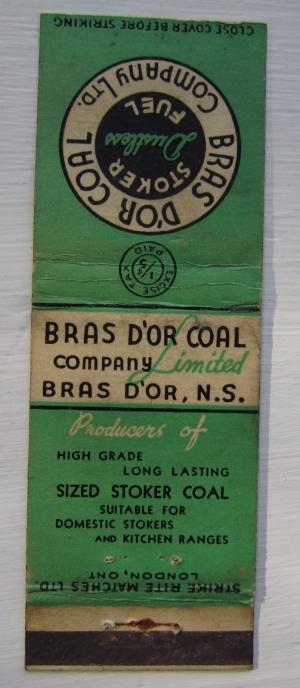 CLOSE COVER BEFORE STRIKING
BRAS D'OR COAL
COMPANY LTD.
STOKER
Dustless
FUEL
EXCISE TAX
1/5
PAID
BRAS D'OR COAL
COMPANY Limited
BRAS D'OR, N.S.
Producers of
HIGH GRADE
LONG LASTING
SIZED STOKER COAL
SUITABLE FOR
DOMESTIC STOKERS
AND KITCHEN RANGES
STRIKE RITE MATCHES LTD.
LONDON, ONT.